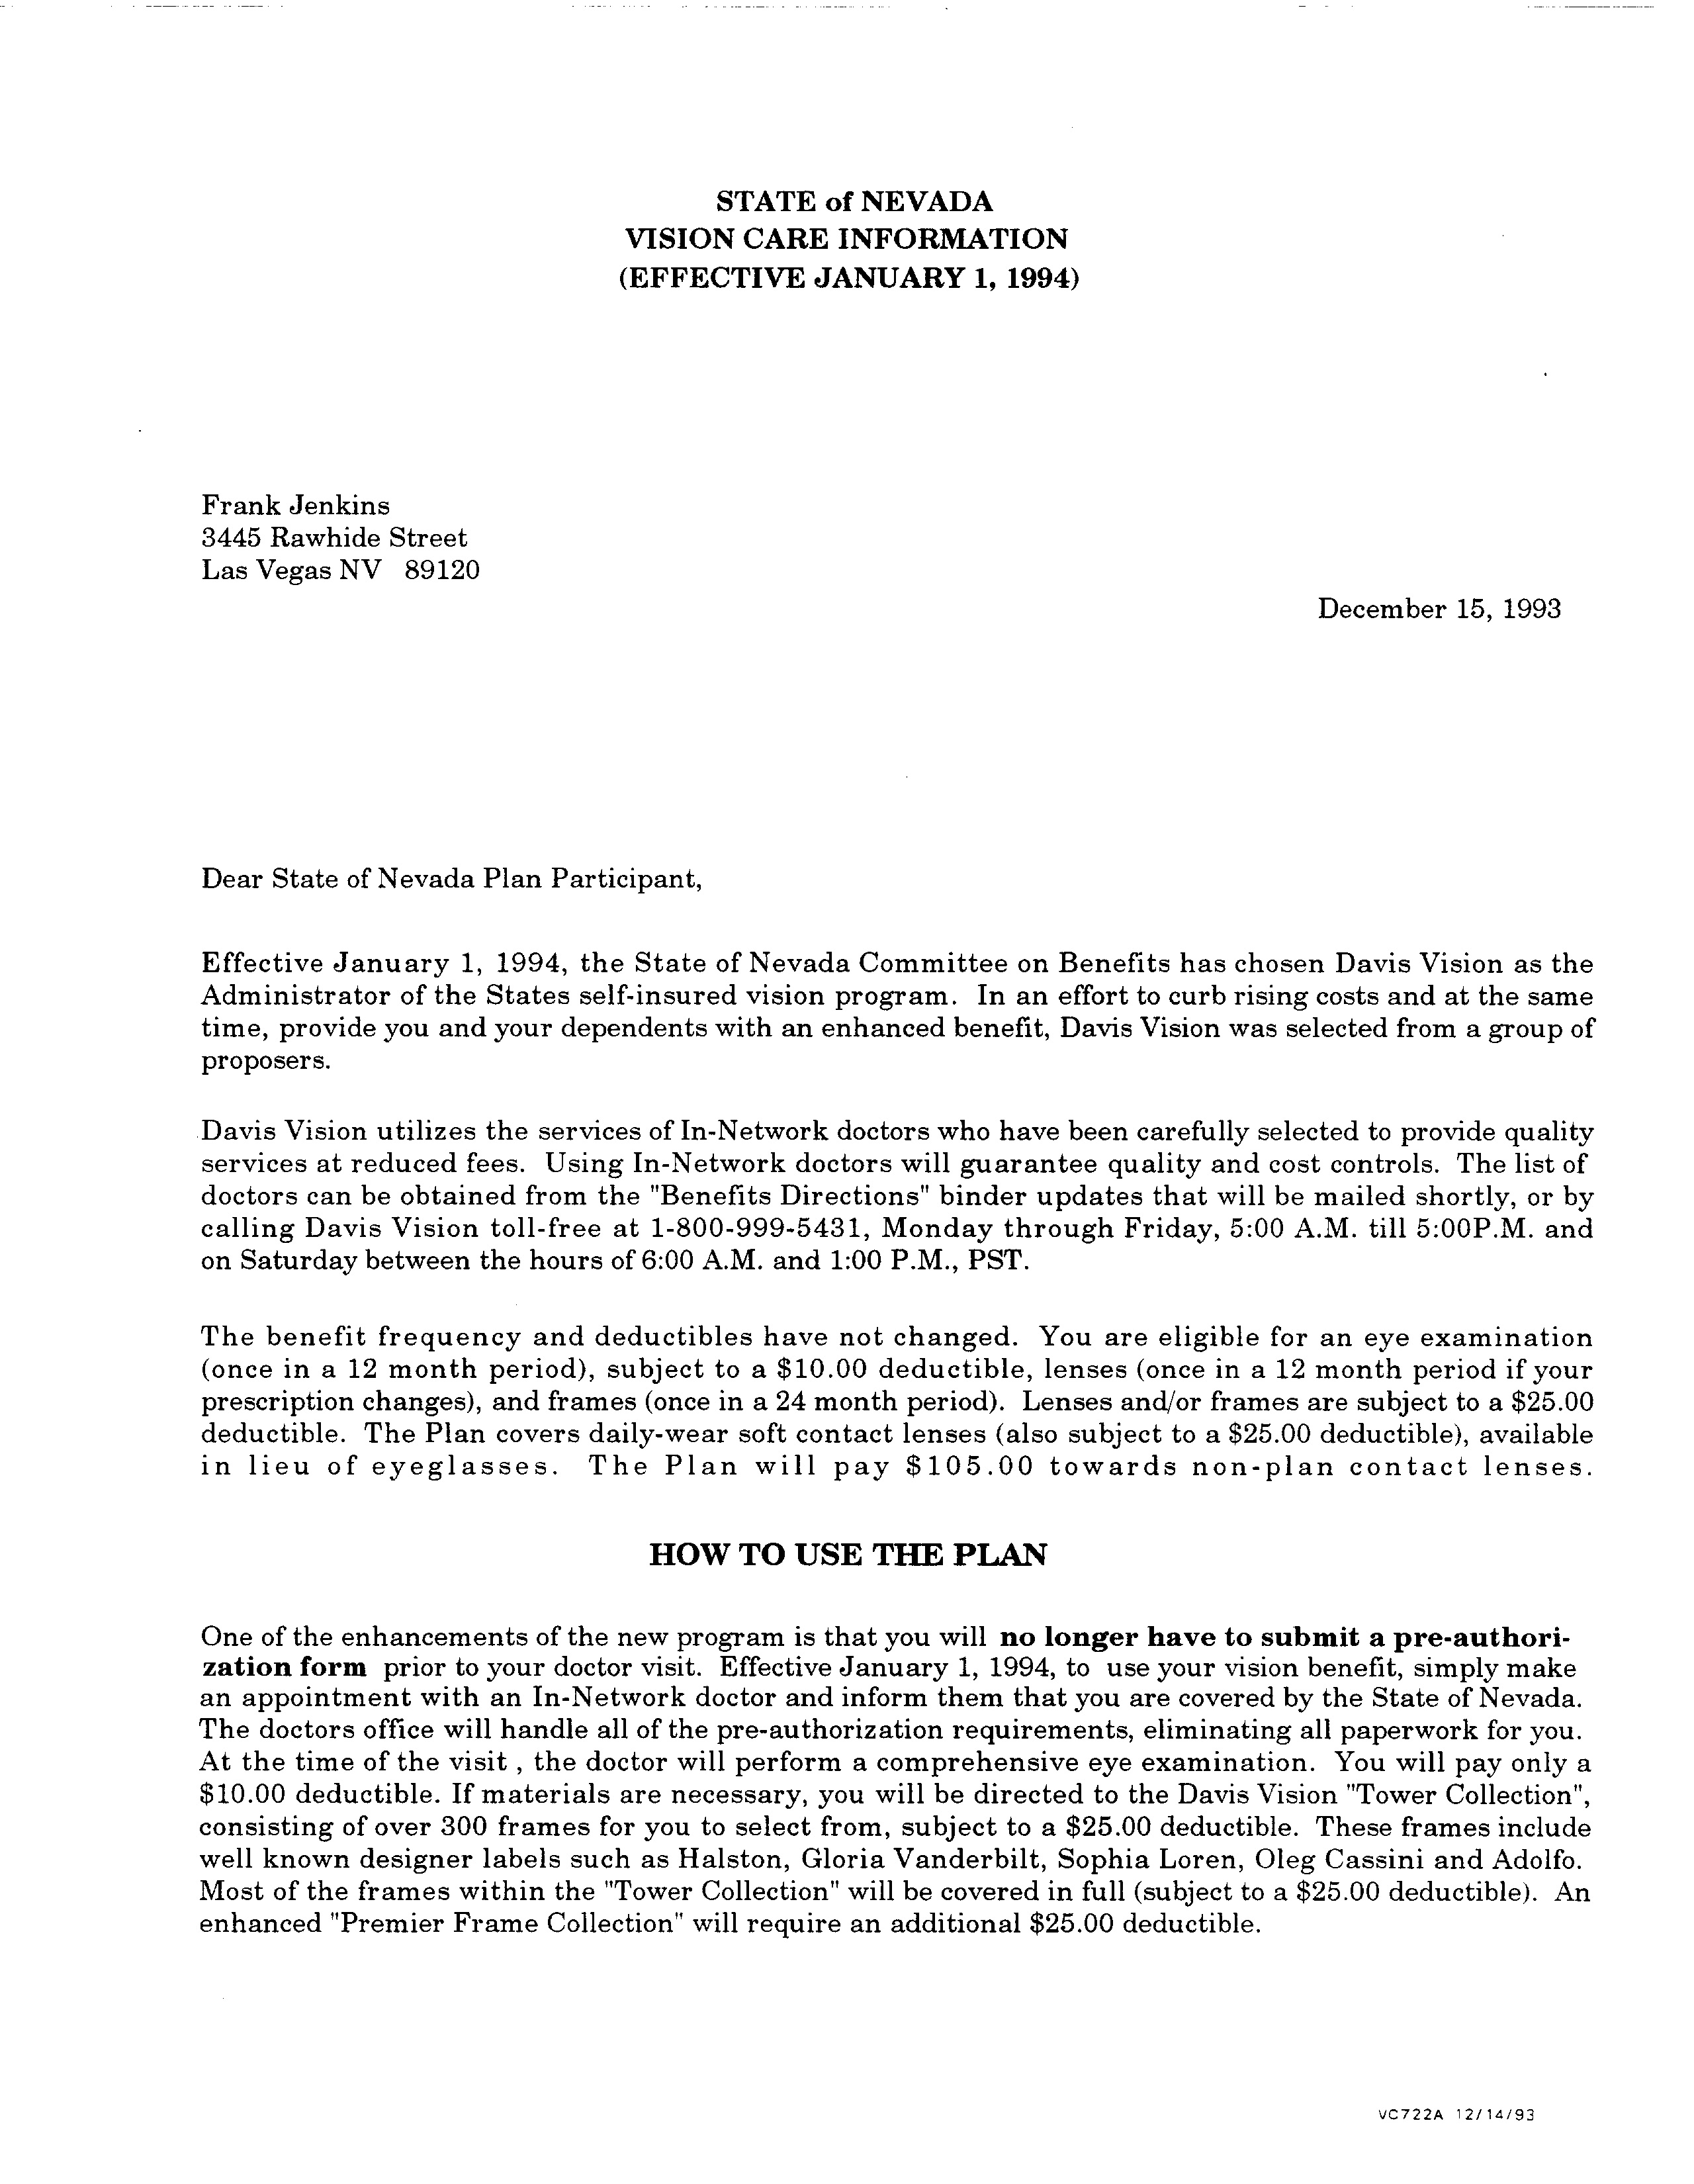 STATE of NEVADA
VISION CARE INFORMATION
(EFFECTIVE JANUARY 1, 1994)
Frank Jenkins
3445 Rawhide Street
Las Vegas NV 89120
December 15, 1993
Dear State of Nevada Plan Participant,
Effective January 1, 1994, the State of Nevada Committee on Benefits has chosen Davis Vision as the
Administrator of the States self-insured vision program. In an effort to curb rising costs and at the same
time, provide you and your dependents with an enhanced benefit, Davis Vision was selected from a group of
proposers.
Davis Vision utilizes the services of In-Network doctors who have been carefully selected to provide quality
services at reduced fees. Using In-Network doctors will guarantee quality and cost controls. The list of
doctors can be obtained from the "Benefits Directions" binder updates that will be mailed shortly, or by
calling Davis Vision toll-free at 1-800-999-5431, Monday through Friday, 5:00 A.M. till 5:00P.M. and
on Saturday between the hours of 6:00 A.M. and 1:00 P.M., PST.
The benefit frequency and deductibles have not changed. You are eligible for an eye examination
(once in a 12 month period), subject to a $10.00 deductible, lenses (once in a 12 month period if your
prescription changes), and frames (once in a 24 month period). Lenses and/or frames are subject to a $25.00
deductible. The Plan covers daily-wear soft contact lenses (also subject to a $25.00 deductible), available
in lieu of eyeglasses. The Plan will pay $105.00 towards non-plan contact lenses.
HOW TO USE THE PLAN
One of the enhancements of the new program is that you will no longer have to submit a pre-authori-
zation form prior to your doctor visit. Effective January 1, 1994, to use your vision benefit, simply make
an appointment with an In-Network doctor and inform them that you are covered by the State of Nevada.
The doctors office will handle all of the pre-authorization requirements, eliminating all paperwork for you.
At the time of the visit , the doctor will perform a comprehensive eye examination. You will pay only a
$10.00 deductible. If materials are necessary, you will be directed to the Davis Vision "Tower Collection",
consisting of over 300 frames for you to select from, subject to a $25.00 deductible. These frames include
well known designer labels such as Halston, Gloria Vanderbilt, Sophia Loren, Oleg Cassini and Adolfo.
Most of the frames within the "Tower Collection" will be covered in full (subject to a $25.00 deductible). An
enhanced "Premier Frame Collection" will require an additional $25.00 deductible.
VC722A 12/14/93